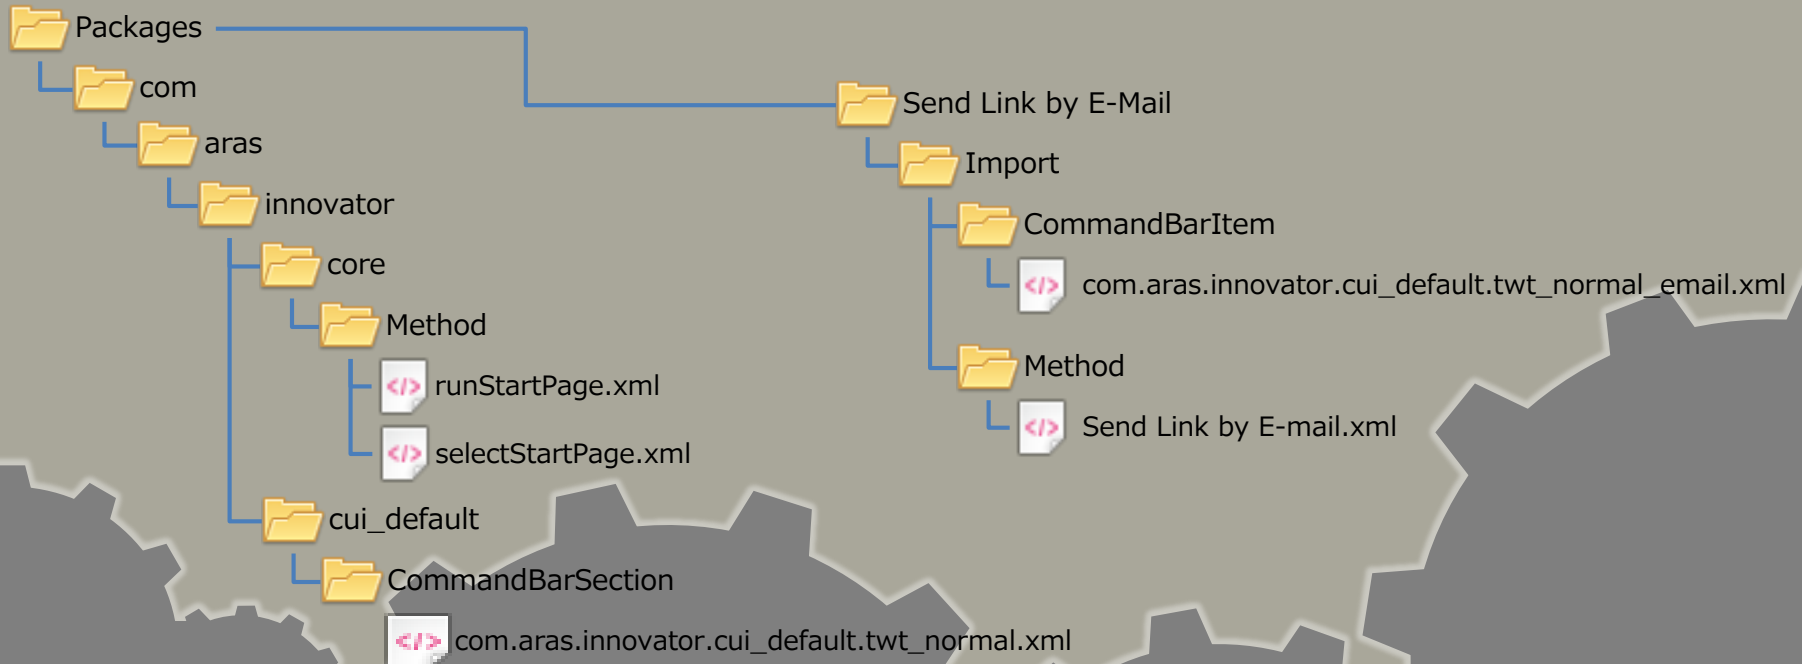 Packages
com
aras
innovator
core
Method
</> runStartPage.xml
</> selectStartPage.xml
cui_default
CommandBarSection
</> com.aras.innovator.cui_default.twt_normal.xml
Send Link by E-Mail
Import
CommandBarItem
</> com.aras.innovator.cui_default.twt_normal_email.xml
Method
</> Send Link by E-mail.xml